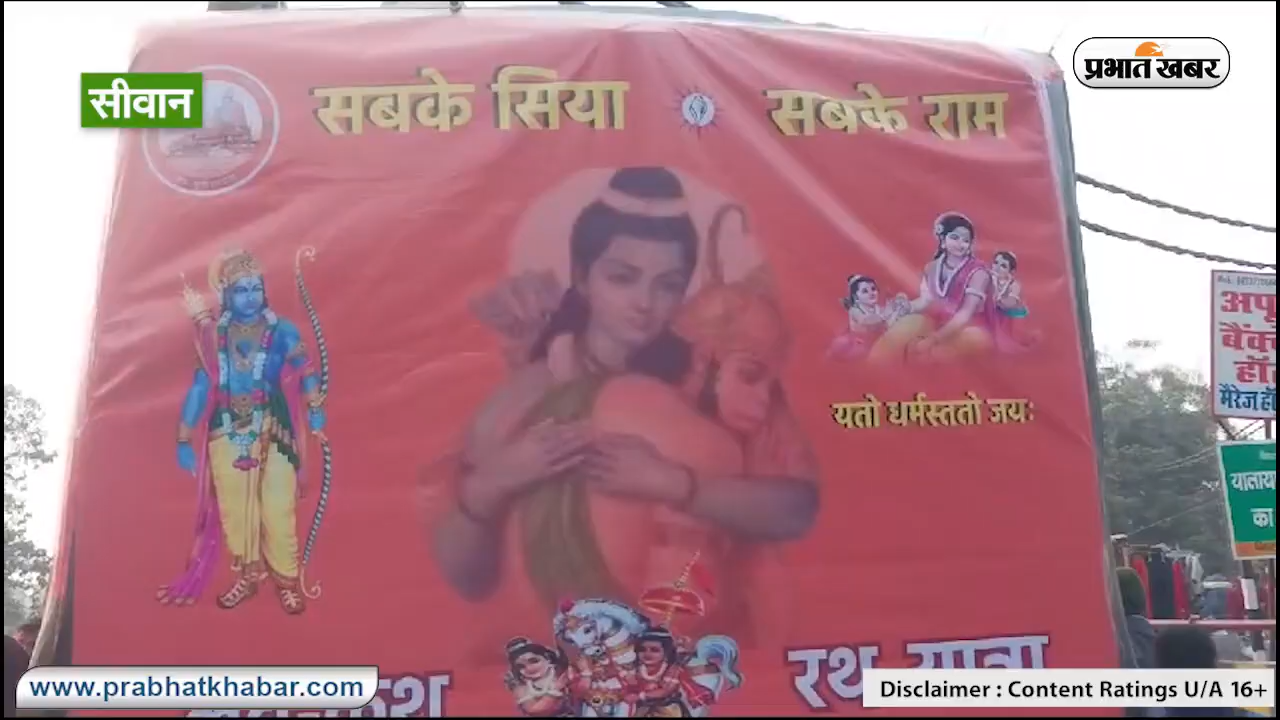 सीवान
प्रभात खबर
सबके सिया सबके राम
यतो धर्मस्ततो जयः
मैरेज
का
रथ यात्रा
www.prabhatkhabar.com
Disclaimer : Content Ratings U/A 16+